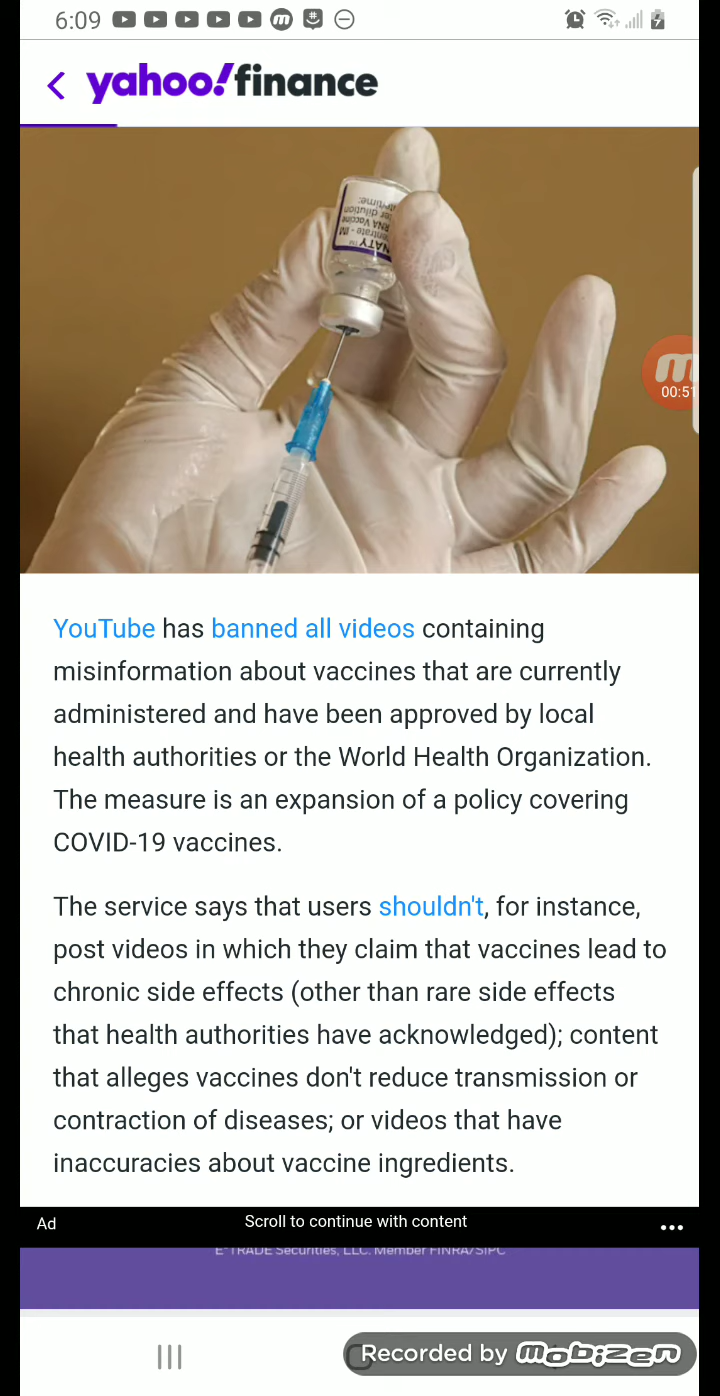 6:09
yahoo!finance
00:51
YouTube has banned all videos containing
misinformation about vaccines that are currently
administered and have been approved by local
health authorities or the World Health Organization.
The measure is an expansion of a policy covering
COVID-19 vaccines.
The service says that users shouldn't, for instance,
post videos in which they claim that vaccines lead to
chronic side effects (other than rare side effects
that health authorities have acknowledged); content
that alleges vaccines don't reduce transmission or
contraction of diseases; or videos that have
inaccuracies about vaccine ingredients.
Ad
Scroll to continue with content
E*TRADE Securities, LLC. Member FINRA/SIPC
Recorded by mobizen